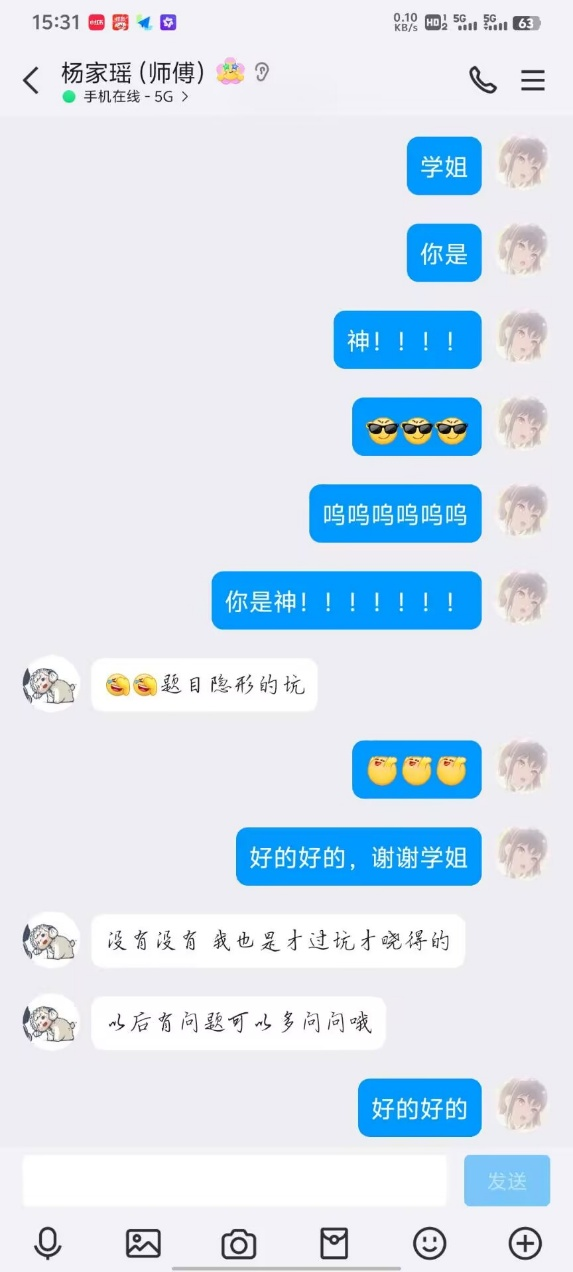 15:31
0.10 KB/s HD 5G 5G 63
杨家瑶(师傅)
手机在线 - 5G >
学姐
你是
神！！！！
呜呜呜呜呜呜
你是神！！！！！！！
题目隐形的坑
好的好的，谢谢学姐
没有没有 我也是才过坑才晓得的
以后有问题可以多问问哦
好的好的
发送